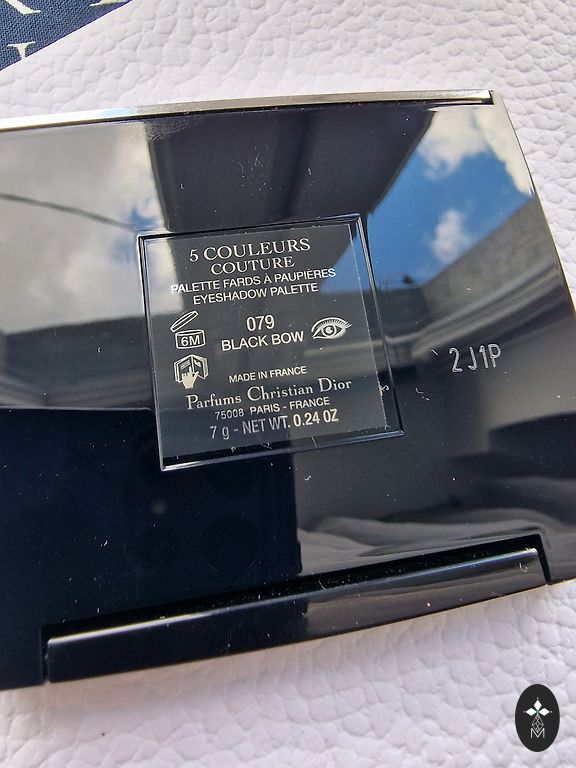 5 COULEURS
COUTURE
PALETTE FARDS À PAUPIÈRES
EYESHADOW PALETTE
6M
079
BLACK BOW
2J1P
MADE IN FRANCE
Parfums Christian Dior
75008 PARIS - FRANCE
7 g - NET WT. 0.24 OZ
M